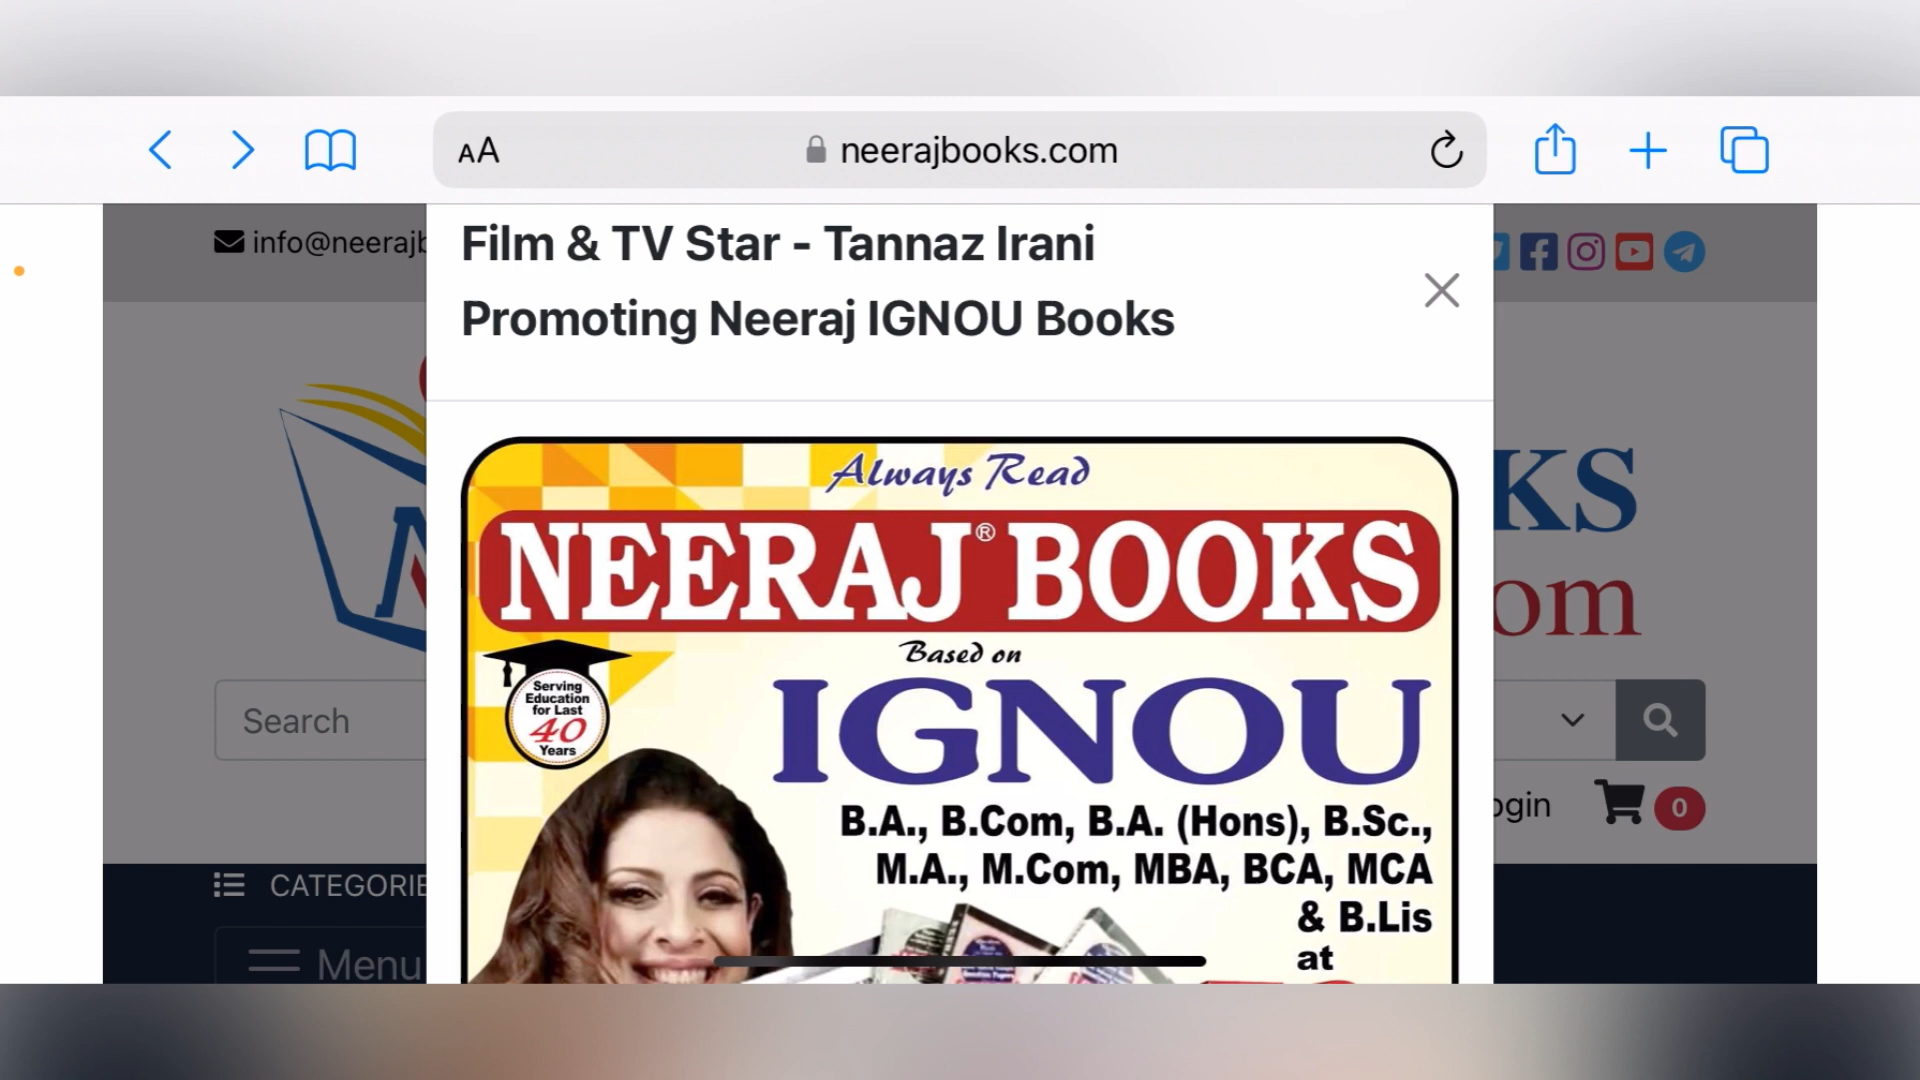 AA
neerajbooks.com
info@neerajb
Film & TV Star - Tannaz Irani
Promoting Neeraj IGNOU Books
Always Read
NEERAJ® BOOKS
Based on
IGNOU
Serving
Education
for Last
40
Years
B.A., B.Com, B.A. (Hons), B.Sc.,
M.A., M.Com, MBA, BCA, MCA
& B.Lis
at
KS
om
Search
ogin
0
CATEGORIE
Menu